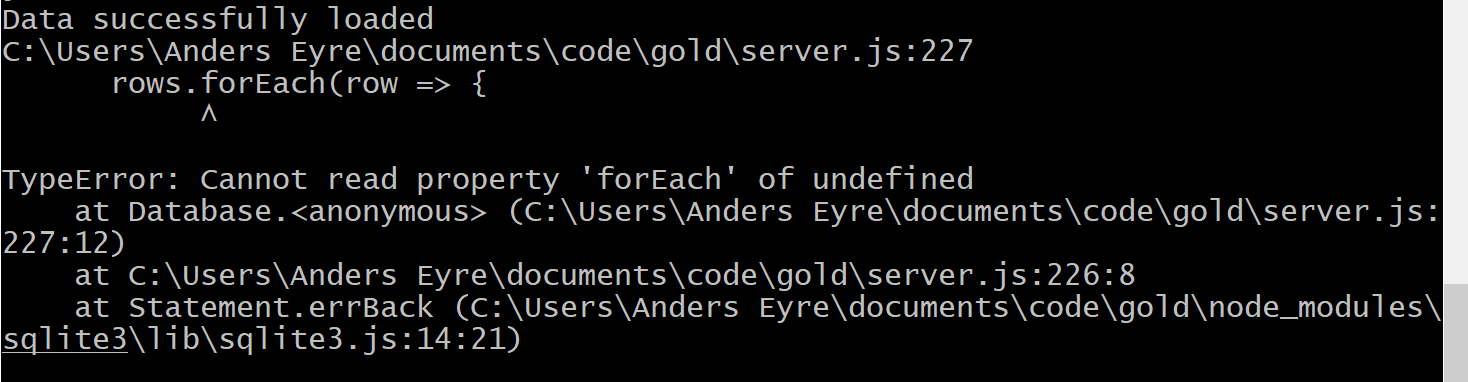 Data successfully loaded
C:\Users\Anders Eyre\documents\code\gold\server.js:227
      rows.forEach(row => {
           ^
TypeError: Cannot read property 'forEach' of undefined
    at Database.<anonymous> (C:\Users\Anders Eyre\documents\code\gold\server.js:
227:12)
    at C:\Users\Anders Eyre\documents\code\gold\server.js:226:8
    at Statement.errBack (C:\Users\Anders Eyre\documents\code\gold\node_modules\
sqlite3\lib\sqlite3.js:14:21)